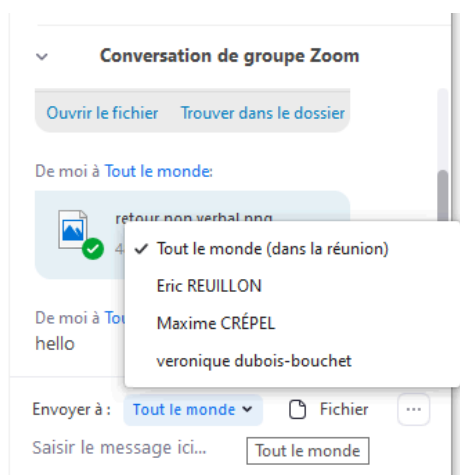 Conversation de groupe Zoom
Ouvrir le fichier Trouver dans le dossier
De moi à Tout le monde:
retour non verbal.png
4
✓ Tout le monde (dans la réunion)
Eric REUILLON
Maxime CRÉPEL
veronique dubois-bouchet
De moi à Tou
hello
Envoyer à : Tout le monde Fichier ...
Saisir le message ici...
Tout le monde